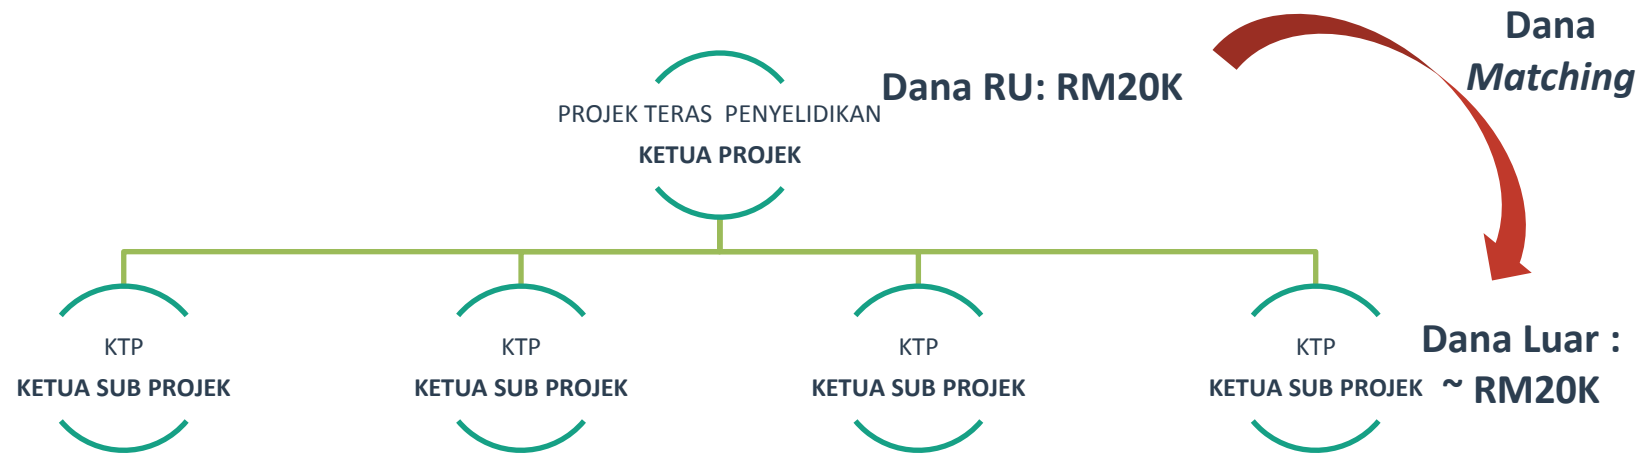 PROJEK TERAS PENYELIDIKAN
KETUA PROJEK
Dana RU: RM20K
Dana
Matching
KTP
KETUA SUB PROJEK
KTP
KETUA SUB PROJEK
KTP
KETUA SUB PROJEK
KTP
KETUA SUB PROJEK
Dana Luar :
~ RM20K